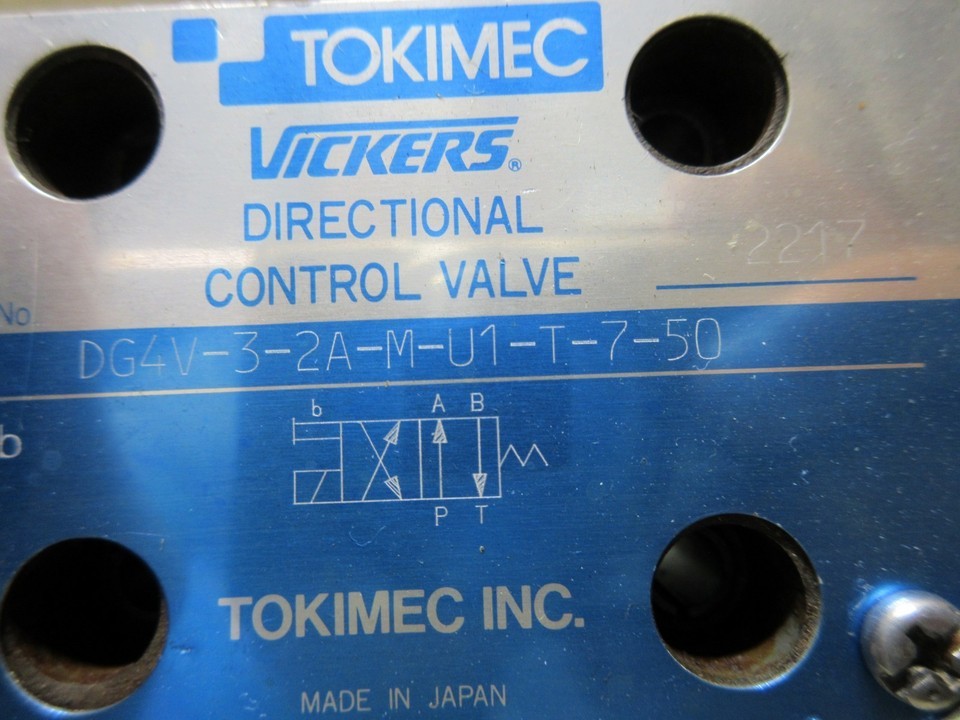 TOKIMEC
VICKERS®
DIRECTIONAL
CONTROL VALVE
2217
No
DG4V-3-2A-M-U1-T-7-50
b
b
A B
P T
TOKIMEC INC.
MADE IN JAPAN